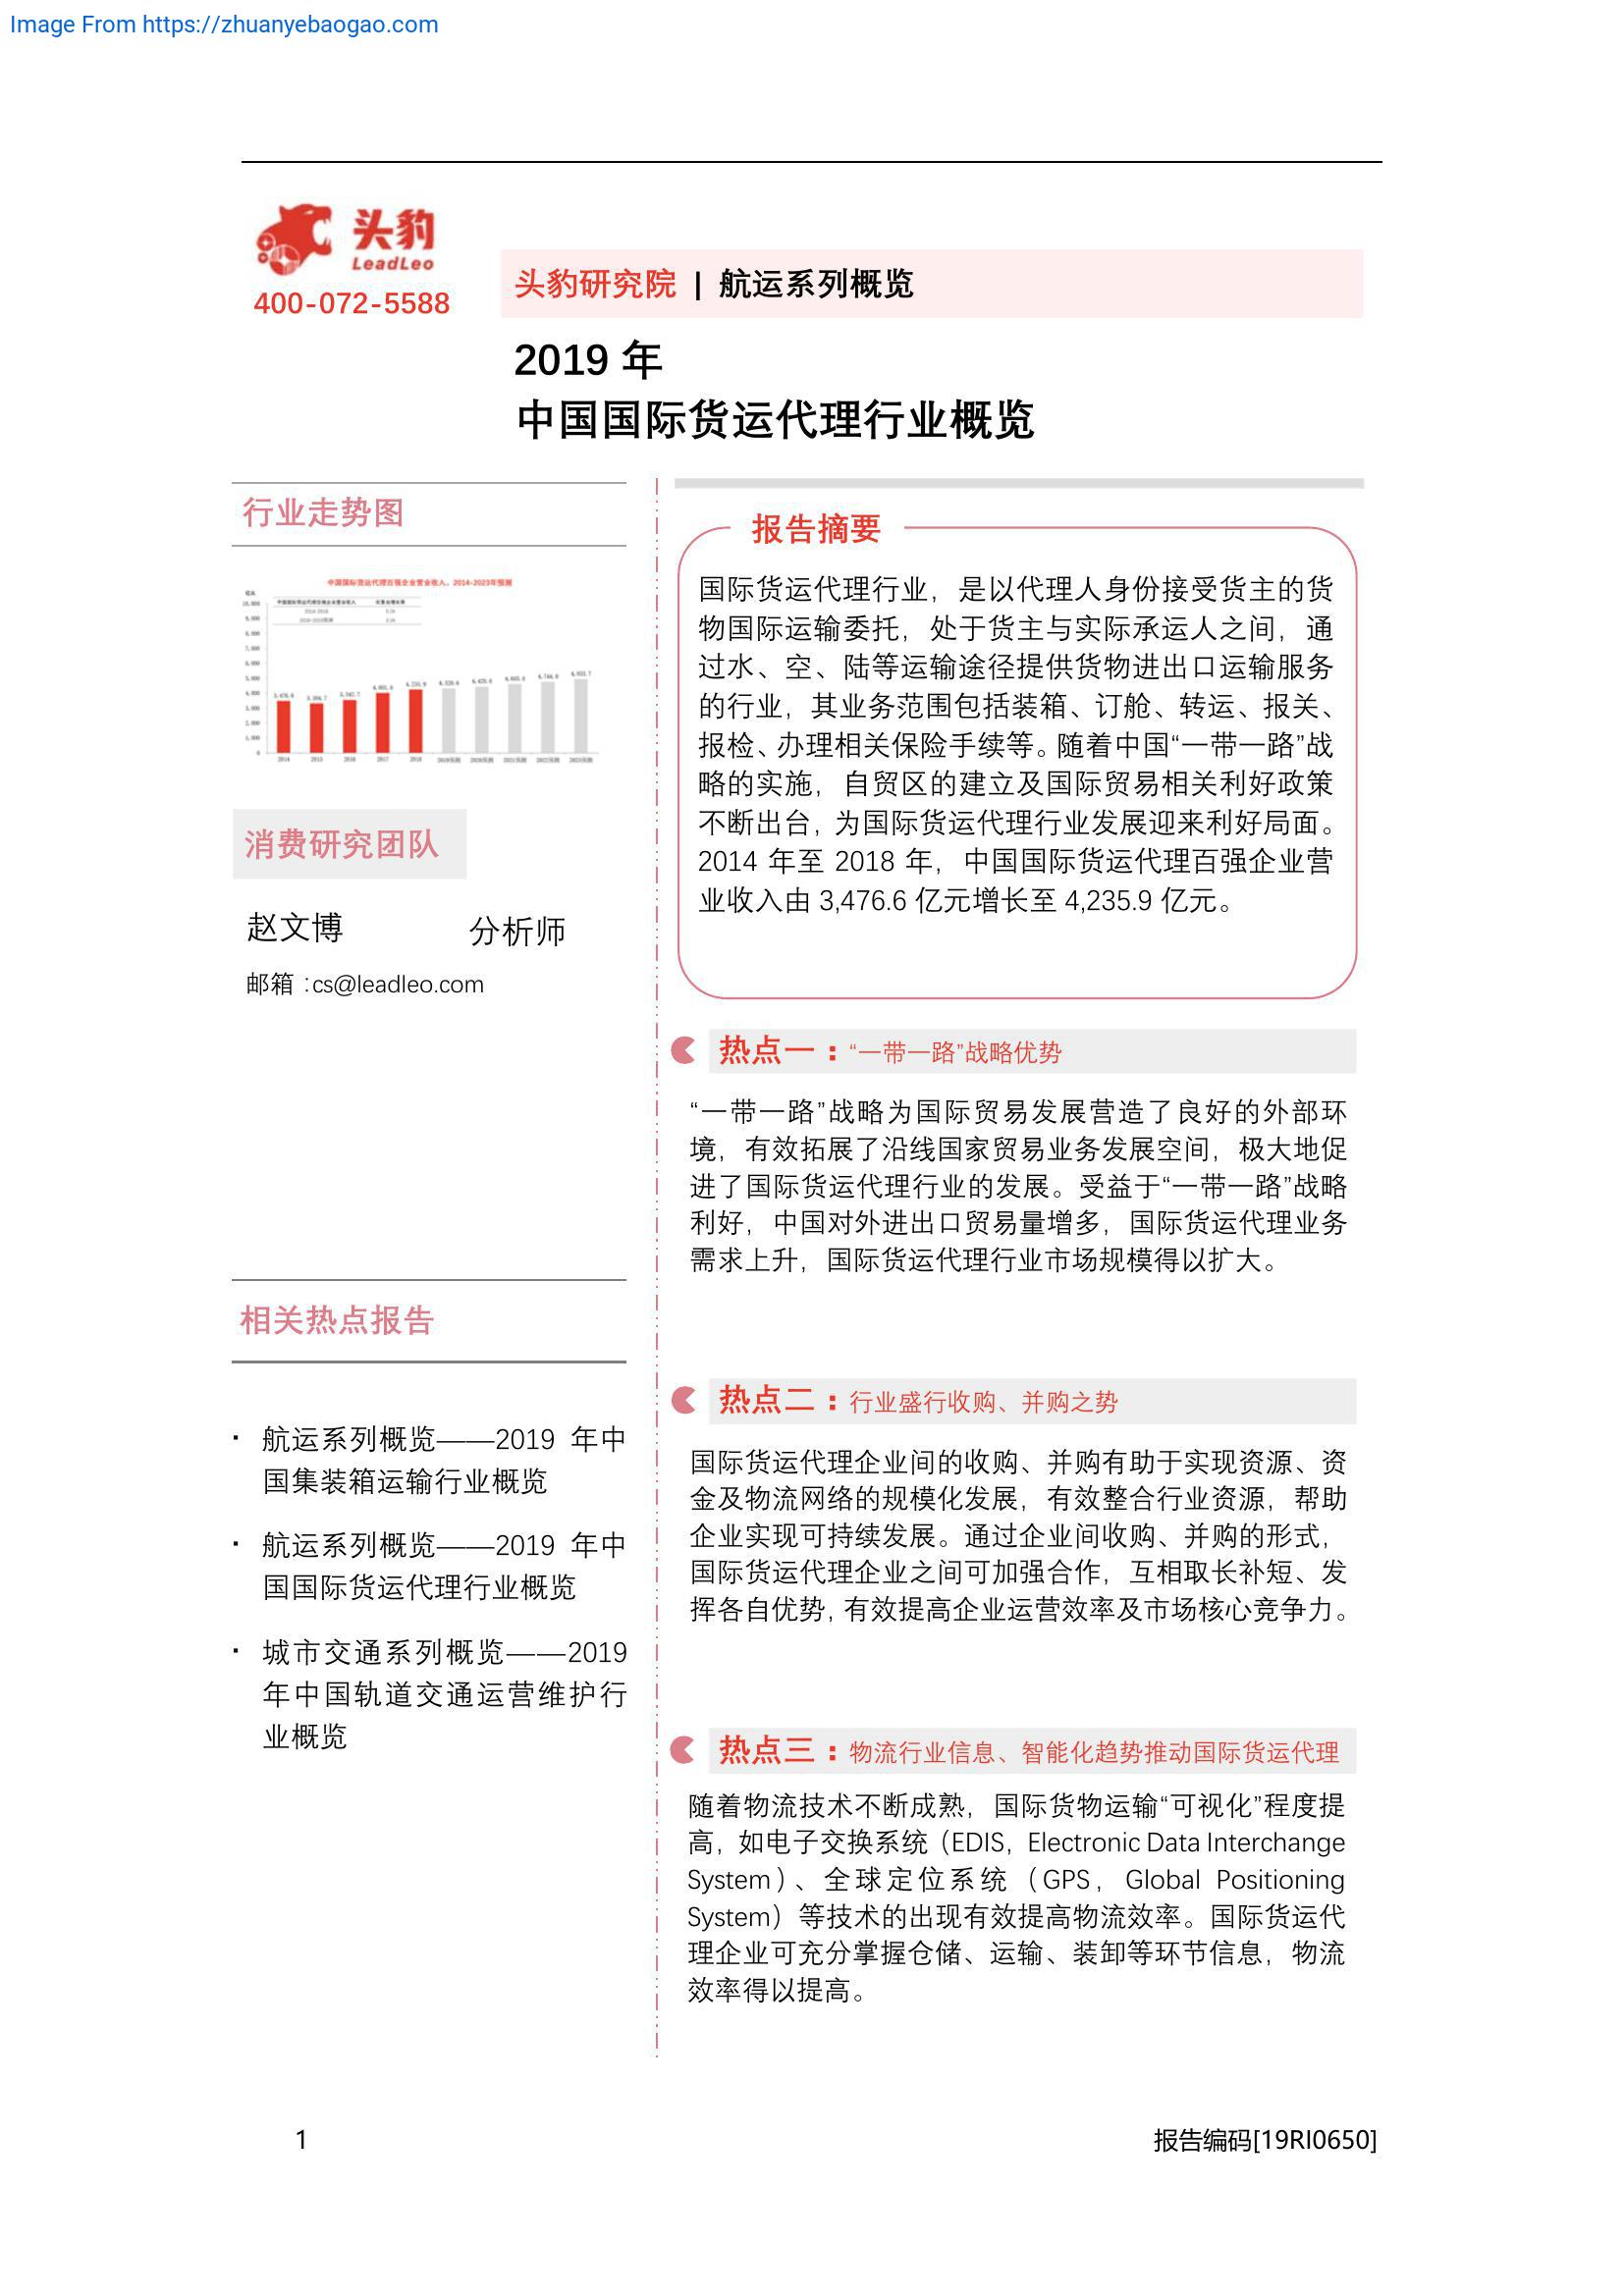 Image From https://zhuanyebaogao.com
头豹
LeadLeo
400-072-5588
头豹研究院 | 航运系列概览
2019 年
中国国际货运代理行业概览
行业走势图
中国国际货运代理百强企业营业收入，2014-2023年预测
消费研究团队
赵文博 分析师
邮箱：cs@leadleo.com
相关热点报告
· 航运系列概览——2019 年中
国集装箱运输行业概览
· 航运系列概览——2019 年中
国国际货运代理行业概览
· 城市交通系列概览——2019
年中国轨道交通运营维护行
业概览
报告摘要
国际货运代理行业，是以代理人身份接受货主的货
物国际运输委托，处于货主与实际承运人之间，通
过水、空、陆等运输途径提供货物进出口运输服务
的行业，其业务范围包括装箱、订舱、转运、报关、
报检、办理相关保险手续等。随着中国“一带一路”战
略的实施，自贸区的建立及国际贸易相关利好政策
不断出台，为国际货运代理行业发展迎来利好局面。
2014 年至 2018 年，中国国际货运代理百强企业营
业收入由 3,476.6 亿元增长至 4,235.9 亿元。
热点一：“一带一路”战略优势
“一带一路”战略为国际贸易发展营造了良好的外部环
境，有效拓展了沿线国家贸易业务发展空间，极大地促
进了国际货运代理行业的发展。受益于“一带一路”战略
利好，中国对外进出口贸易量增多，国际货运代理业务
需求上升，国际货运代理行业市场规模得以扩大。
热点二：行业盛行收购、并购之势
国际货运代理企业间的收购、并购有助于实现资源、资
金及物流网络的规模化发展，有效整合行业资源，帮助
企业实现可持续发展。通过企业间收购、并购的形式，
国际货运代理企业之间可加强合作，互相取长补短、发
挥各自优势，有效提高企业运营效率及市场核心竞争力。
热点三：物流行业信息、智能化趋势推动国际货运代理
随着物流技术不断成熟，国际货物运输“可视化”程度提
高，如电子交换系统（EDIS，Electronic Data Interchange
System）、全球定位系统（GPS，Global Positioning
System）等技术的出现有效提高物流效率。国际货运代
理企业可充分掌握仓储、运输、装卸等环节信息，物流
效率得以提高。
1
报告编码[19RI0650]